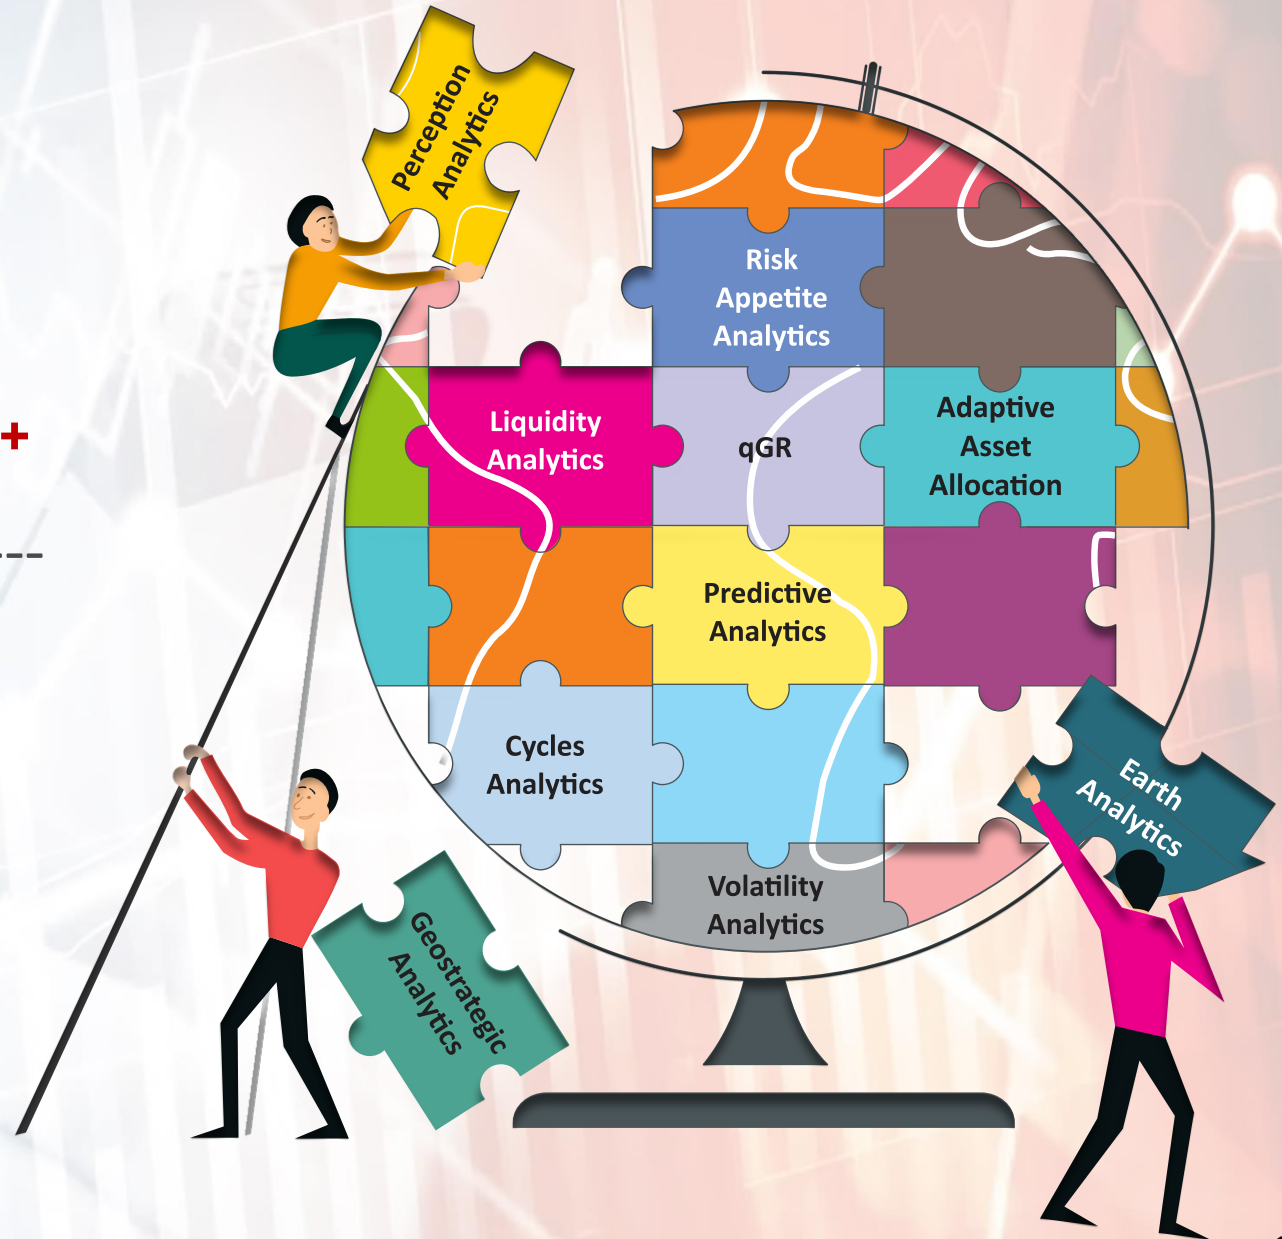 Perception
Analytics
Risk
Appetite
Analytics
Liquidity
Analytics
qGR
Adaptive
Asset
Allocation
Predictive
Analytics
Cycles
Analytics
Earth
Analytics
Volatility
Analytics
Geostrategic
Analytics
+
---